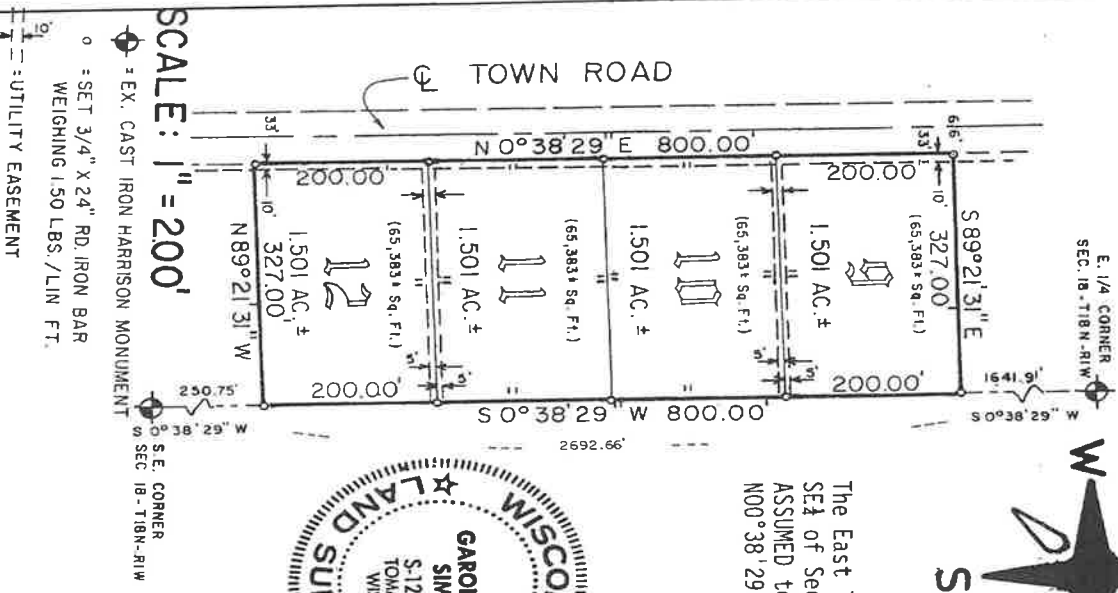 E. 1/4 CORNER
SEC. 18 - T18N - R1W
1641.91'
S 0°38'29" W
S 89°21'31" E
327.00'
66'
33'
10'
200.00'
9
(65,383± Sq. Ft.)
1.501 AC. ±
200.00'
5'
5'
10
(65,383± Sq. Ft.)
1.501 AC. ±
11
(65,383± Sq. Ft.)
1.501 AC. ±
5'
5'
12
(65,383± Sq. Ft.)
1.501 AC. ±
200.00'
200.00'
327.00'
N 89°21'31" W
33'
10'
℄ TOWN ROAD
N 0°38'29" E 800.00'
S 0°38'29" W 800.00'
2692.66'
250.75'
S 0°38'29" W
S.E. CORNER
SEC 18 - T18N - R1W
SCALE: 1" = 200'
= EX. CAST IRON HARRISON MONUMENT
o = SET 3/4" X 24" RD. IRON BAR
WEIGHING 1.50 LBS./LIN FT.
10'
= UTILITY EASEMENT
W
S
The East
SE¼ of Sec
ASSUMED to
N00°38'29
WISCO
LAND SU
GAROL
SIM
S-12
TOMA
WI